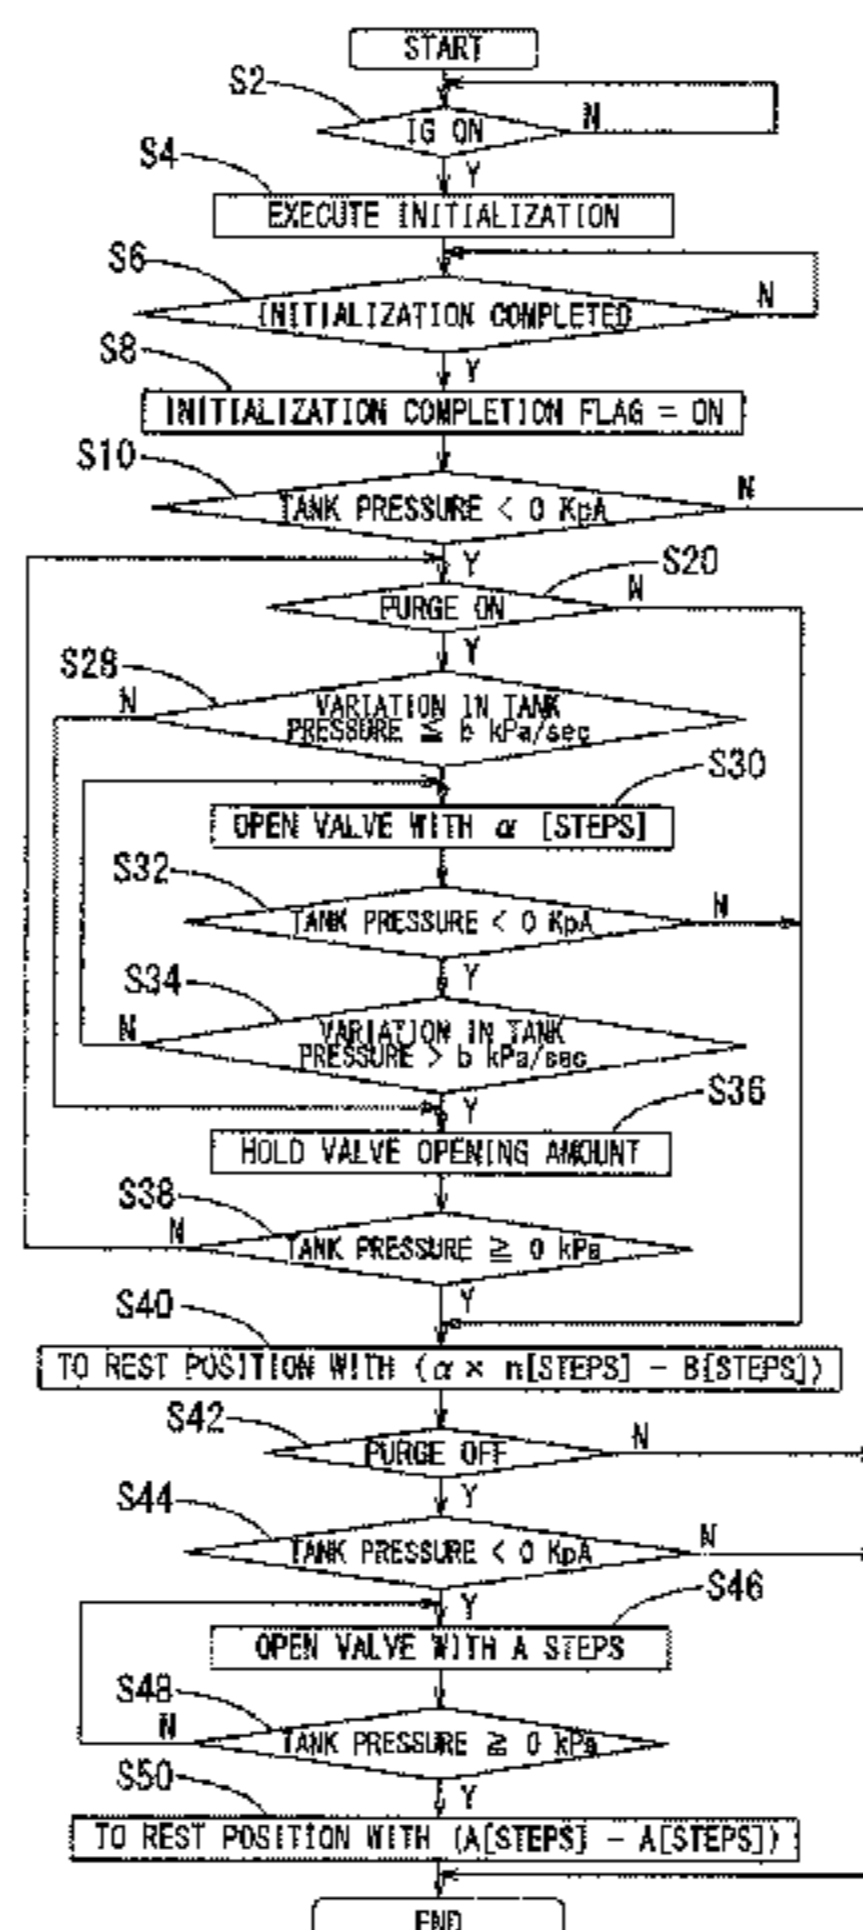 START
S2
IG ON
N
Y
S4
EXECUTE INITIALIZATION
S6
INITIALIZATION COMPLETED
N
Y
S8
INITIALIZATION COMPLETION FLAG = ON
S10
TANK PRESSURE < 0 KpA
N
Y
S20
PURGE ON
N
Y
S28
N
VARIATION IN TANK
PRESSURE ≦ b kPa/sec
S30
OPEN VALVE WITH α [STEPS]
S32
TANK PRESSURE < 0 KpA
N
Y
S34
N
VARIATION IN TANK
PRESSURE > b kPa/sec
Y
S36
HOLD VALVE OPENING AMOUNT
S38
N
TANK PRESSURE ≧ 0 kPa
Y
S40
TO REST POSITION WITH (α × n[STEPS] - B[STEPS])
S42
PURGE OFF
N
Y
S44
TANK PRESSURE < 0 KpA
N
Y
S46
OPEN VALVE WITH A STEPS
S48
N
TANK PRESSURE ≧ 0 kPa
Y
S50
TO REST POSITION WITH (A[STEPS] - A[STEPS])
END